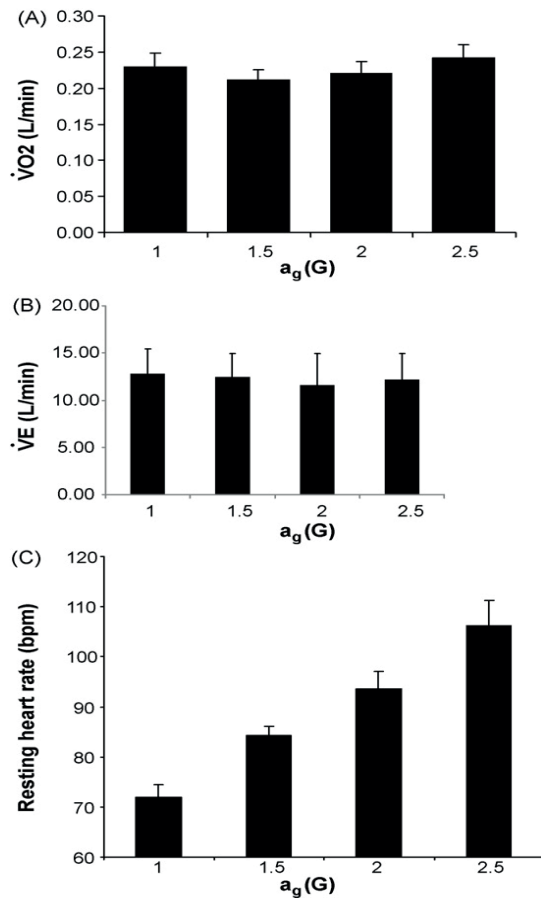 (A)
0.30
0.25
0.20
0.15
0.10
0.05
0.00
V̇O2 (L/min)
1 1.5 2 2.5
ag (G)
(B)
20.00
15.00
10.00
5.00
0.00
V̇E (L/min)
1 1.5 2 2.5
ag (G)
(C)
120
110
100
90
80
70
60
Resting heart rate (bpm)
1 1.5 2 2.5
ag (G)